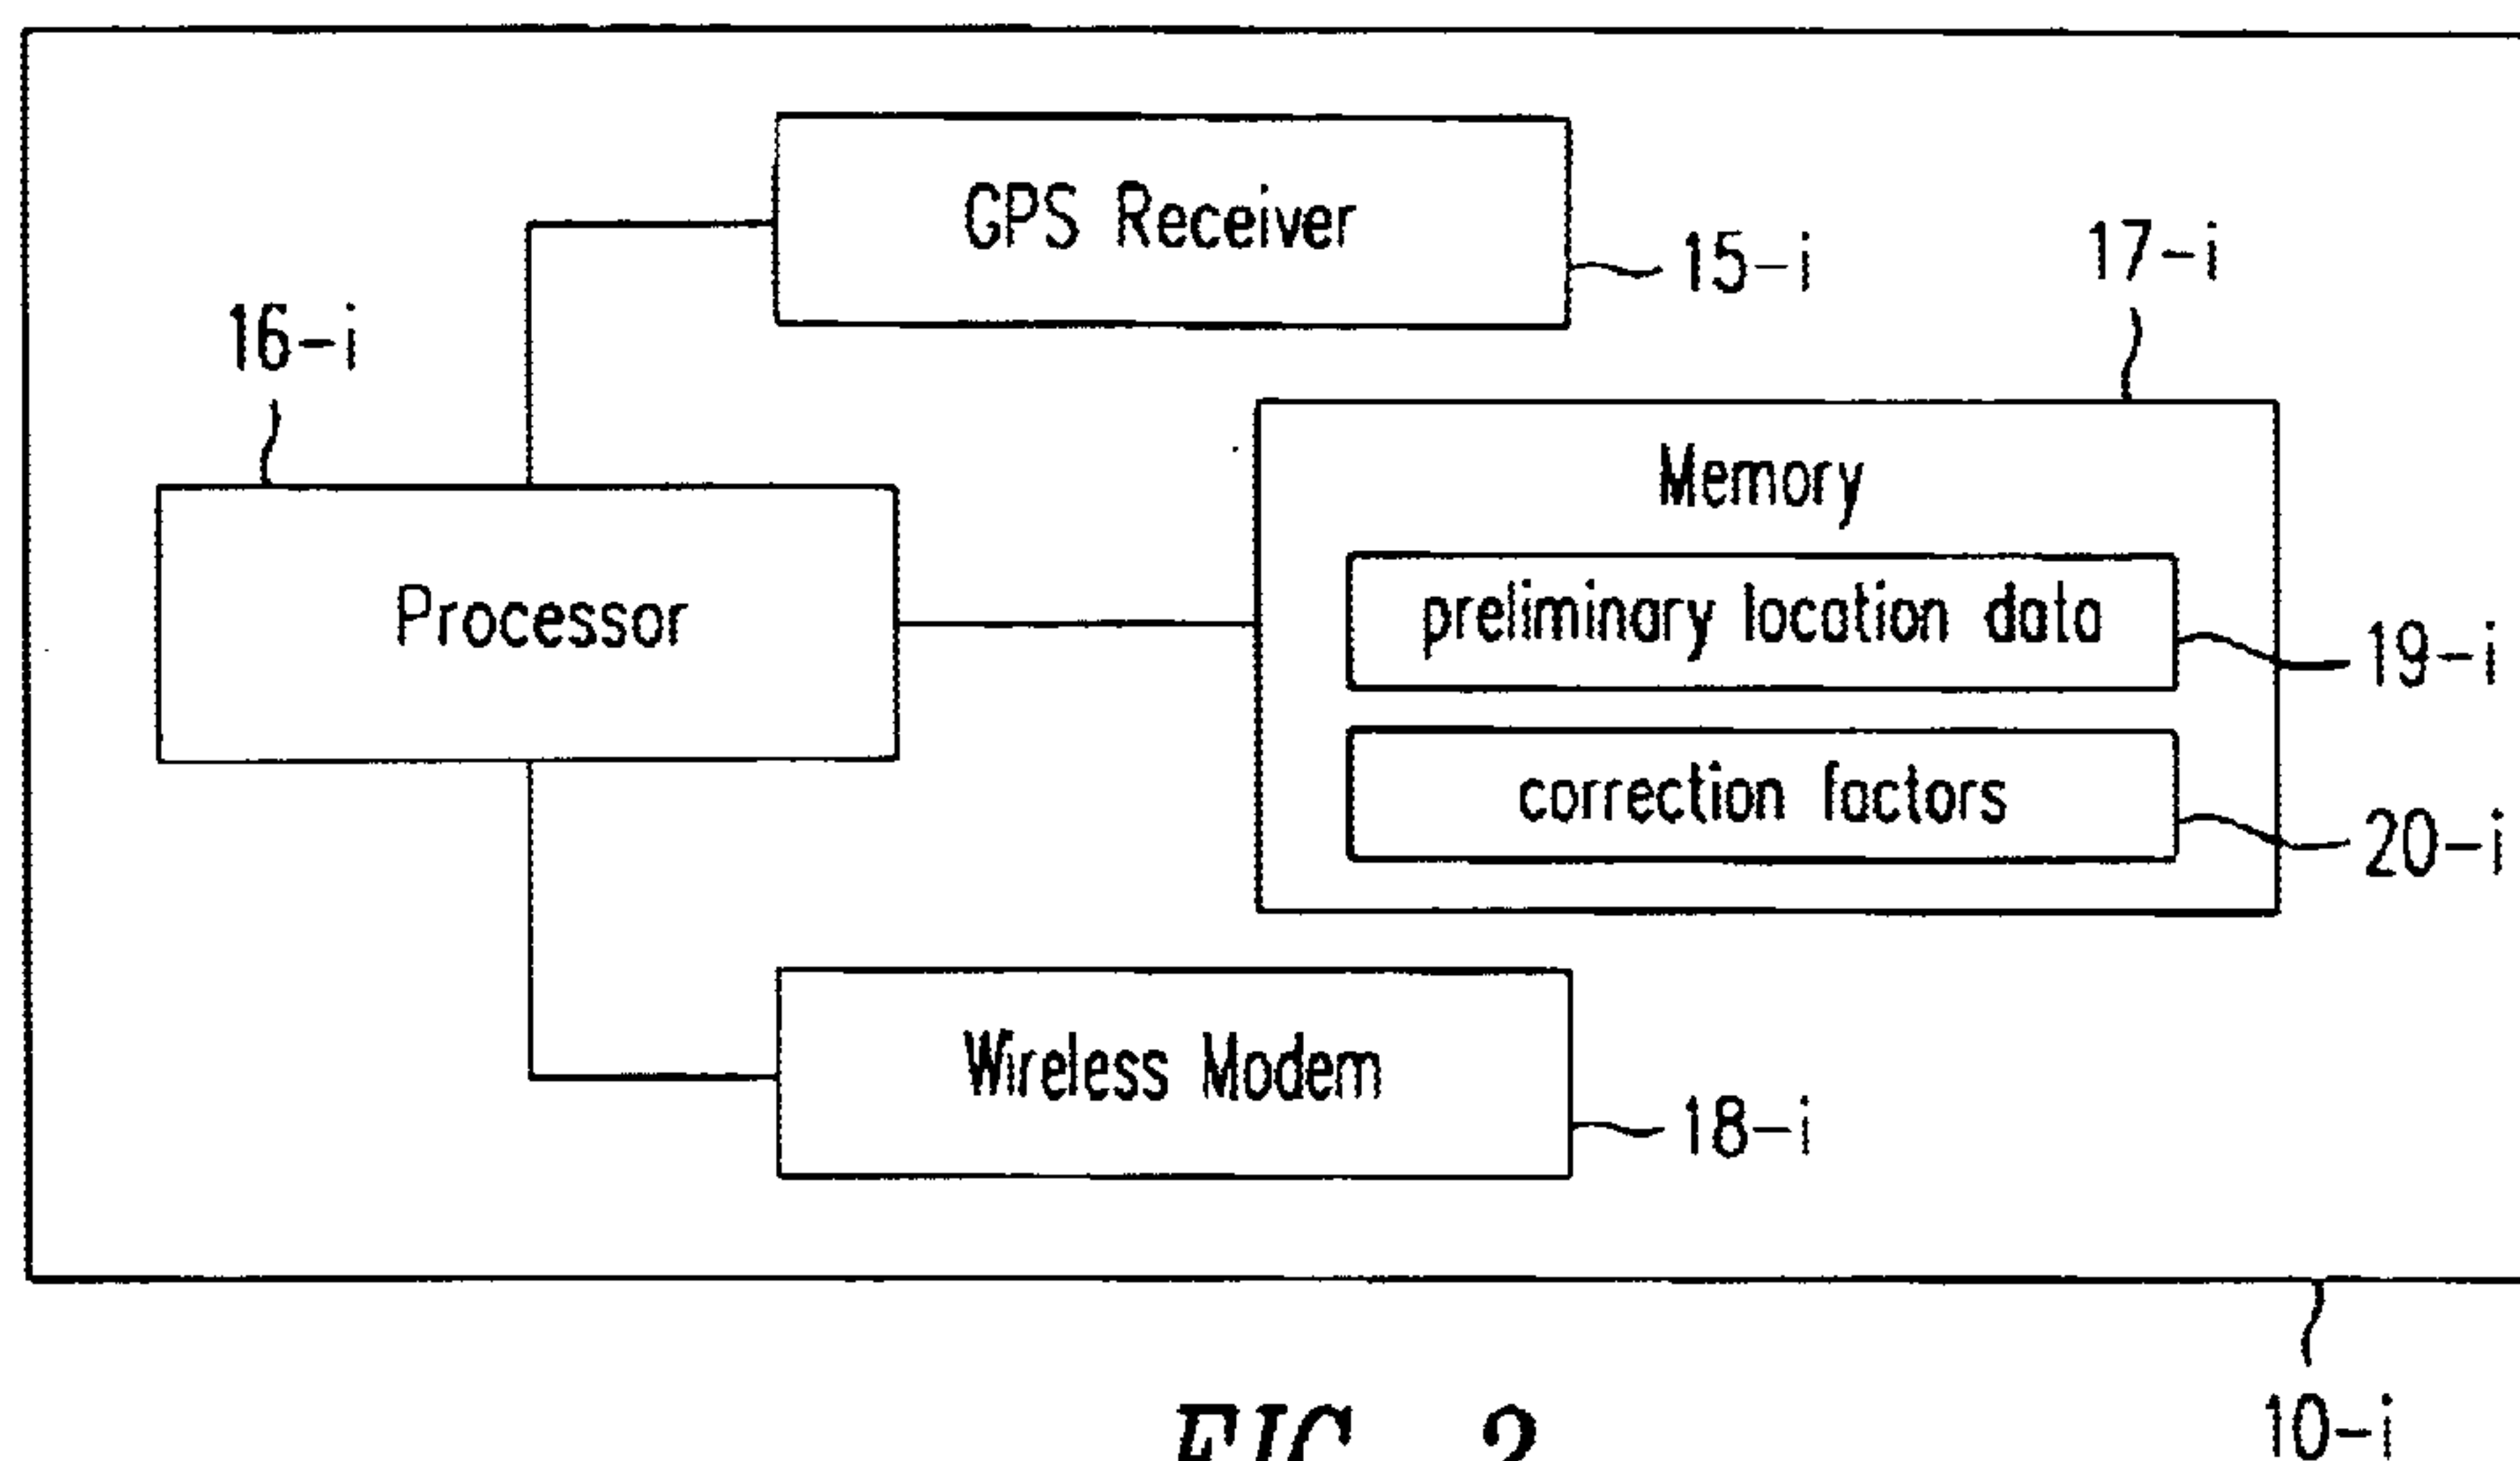 GPS Receiver
15-i
17-i
16-i
Memory
Processor
preliminary location data
19-i
correction factors
20-i
Wireless Modem
18-i
10-i